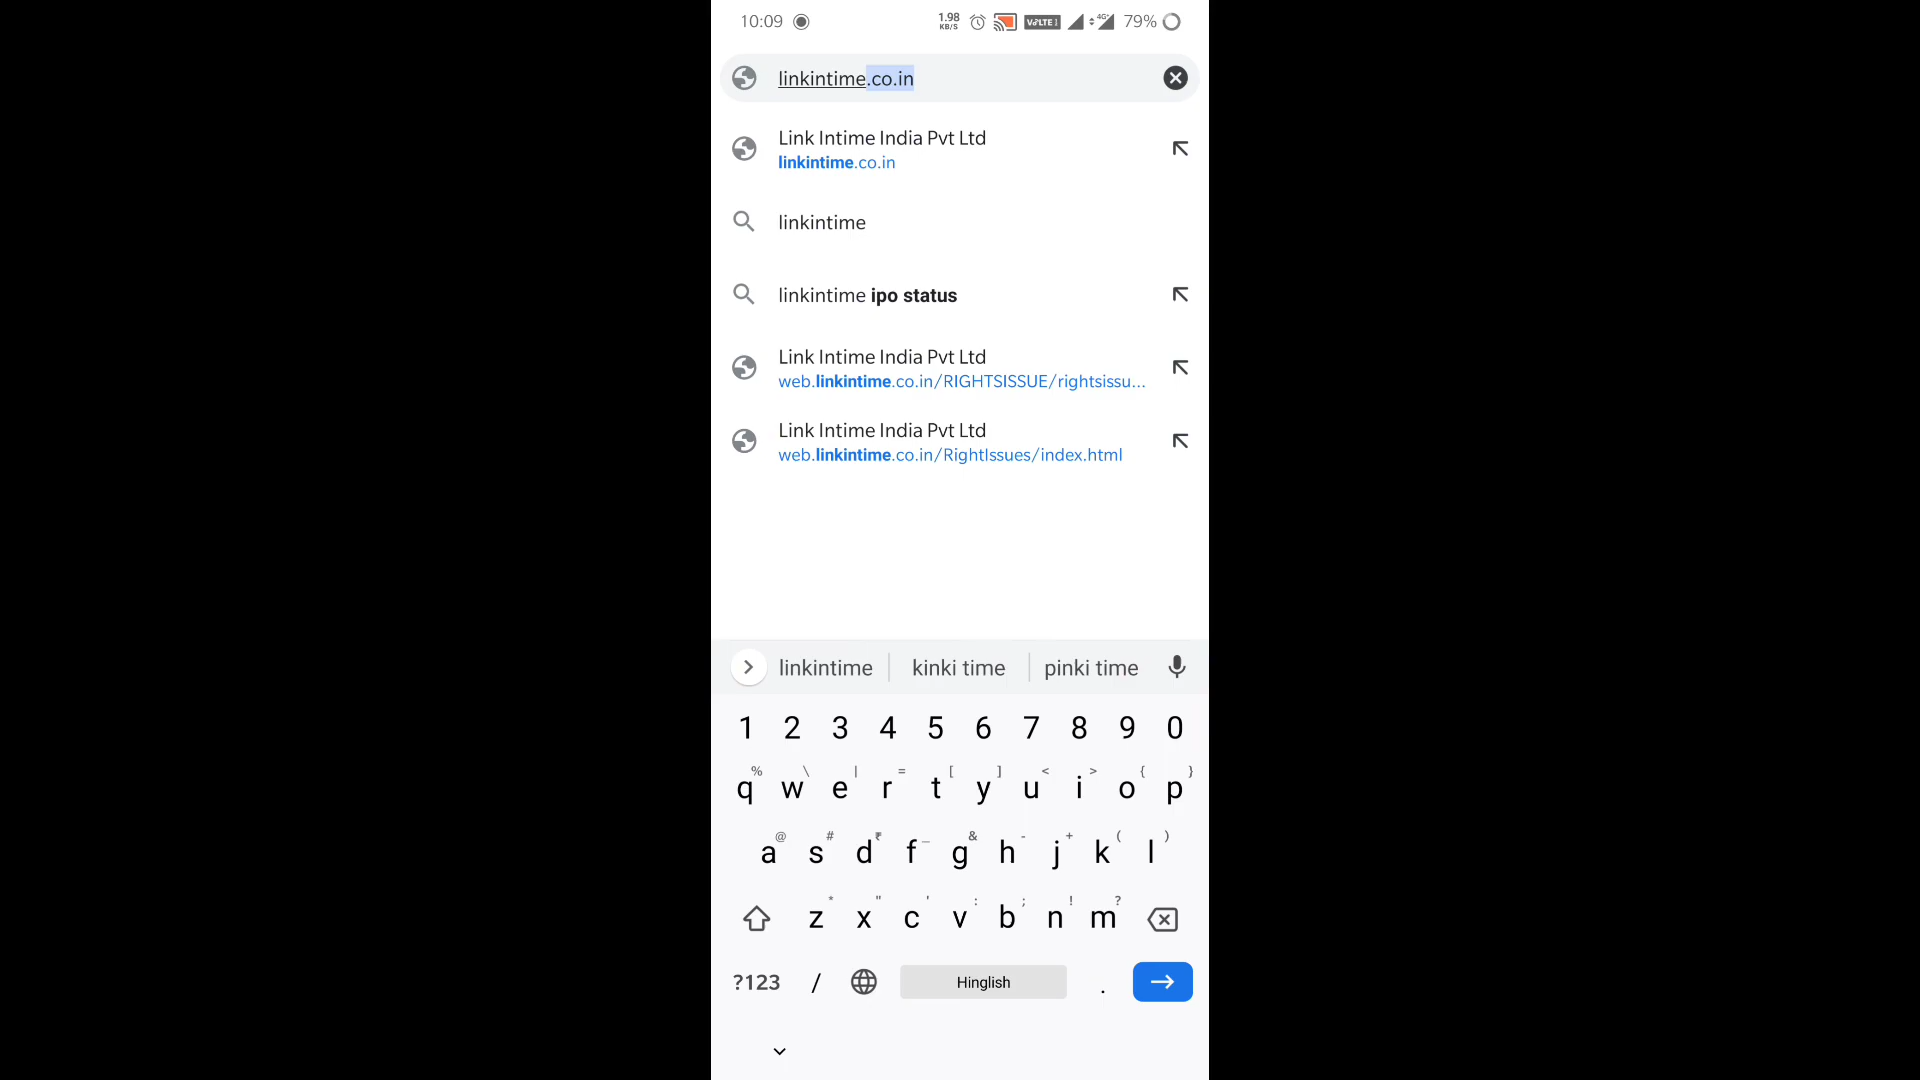 10:09 1.98 KB/S VoLTE 4G+ 79%
linkintime.co.in
Link Intime India Pvt Ltd
linkintime.co.in
linkintime
linkintime ipo status
Link Intime India Pvt Ltd
web.linkintime.co.in/RIGHTSISSUE/rightsissu...
Link Intime India Pvt Ltd
web.linkintime.co.in/RightIssues/index.html
linkintime kinki time pinki time
1 2 3 4 5 6 7 8 9 0
% \ | = [ ] < > { }
q w e r t y u i o p
@ # ₹ _ & - + ( )
a s d f g h j k l
* " ' : ; ! ?
z x c v b n m
?123 / Hinglish .